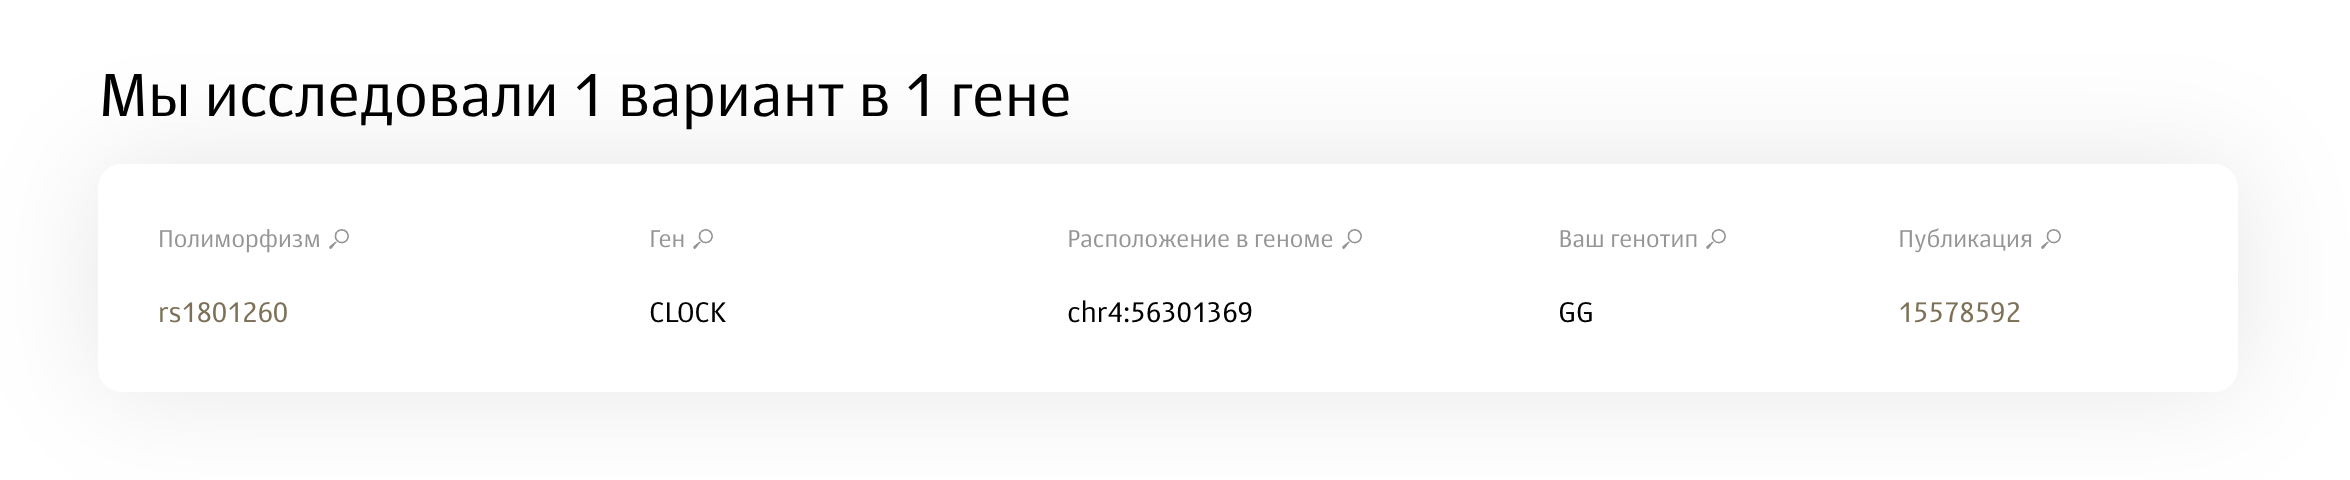 Мы исследовали 1 вариант в 1 гене
Полиморфизм Ген Расположение в геноме Ваш генотип Публикация
rs1801260 CLOCK chr4:56301369 GG 15578592